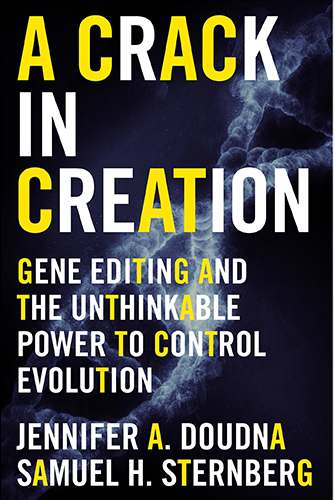 A CRACK
IN
CREATION
GENE EDITING AND
THE UNTHINKABLE
POWER TO CONTROL
EVOLUTION
JENNIFER A. DOUDNA
SAMUEL H. STERNBERG